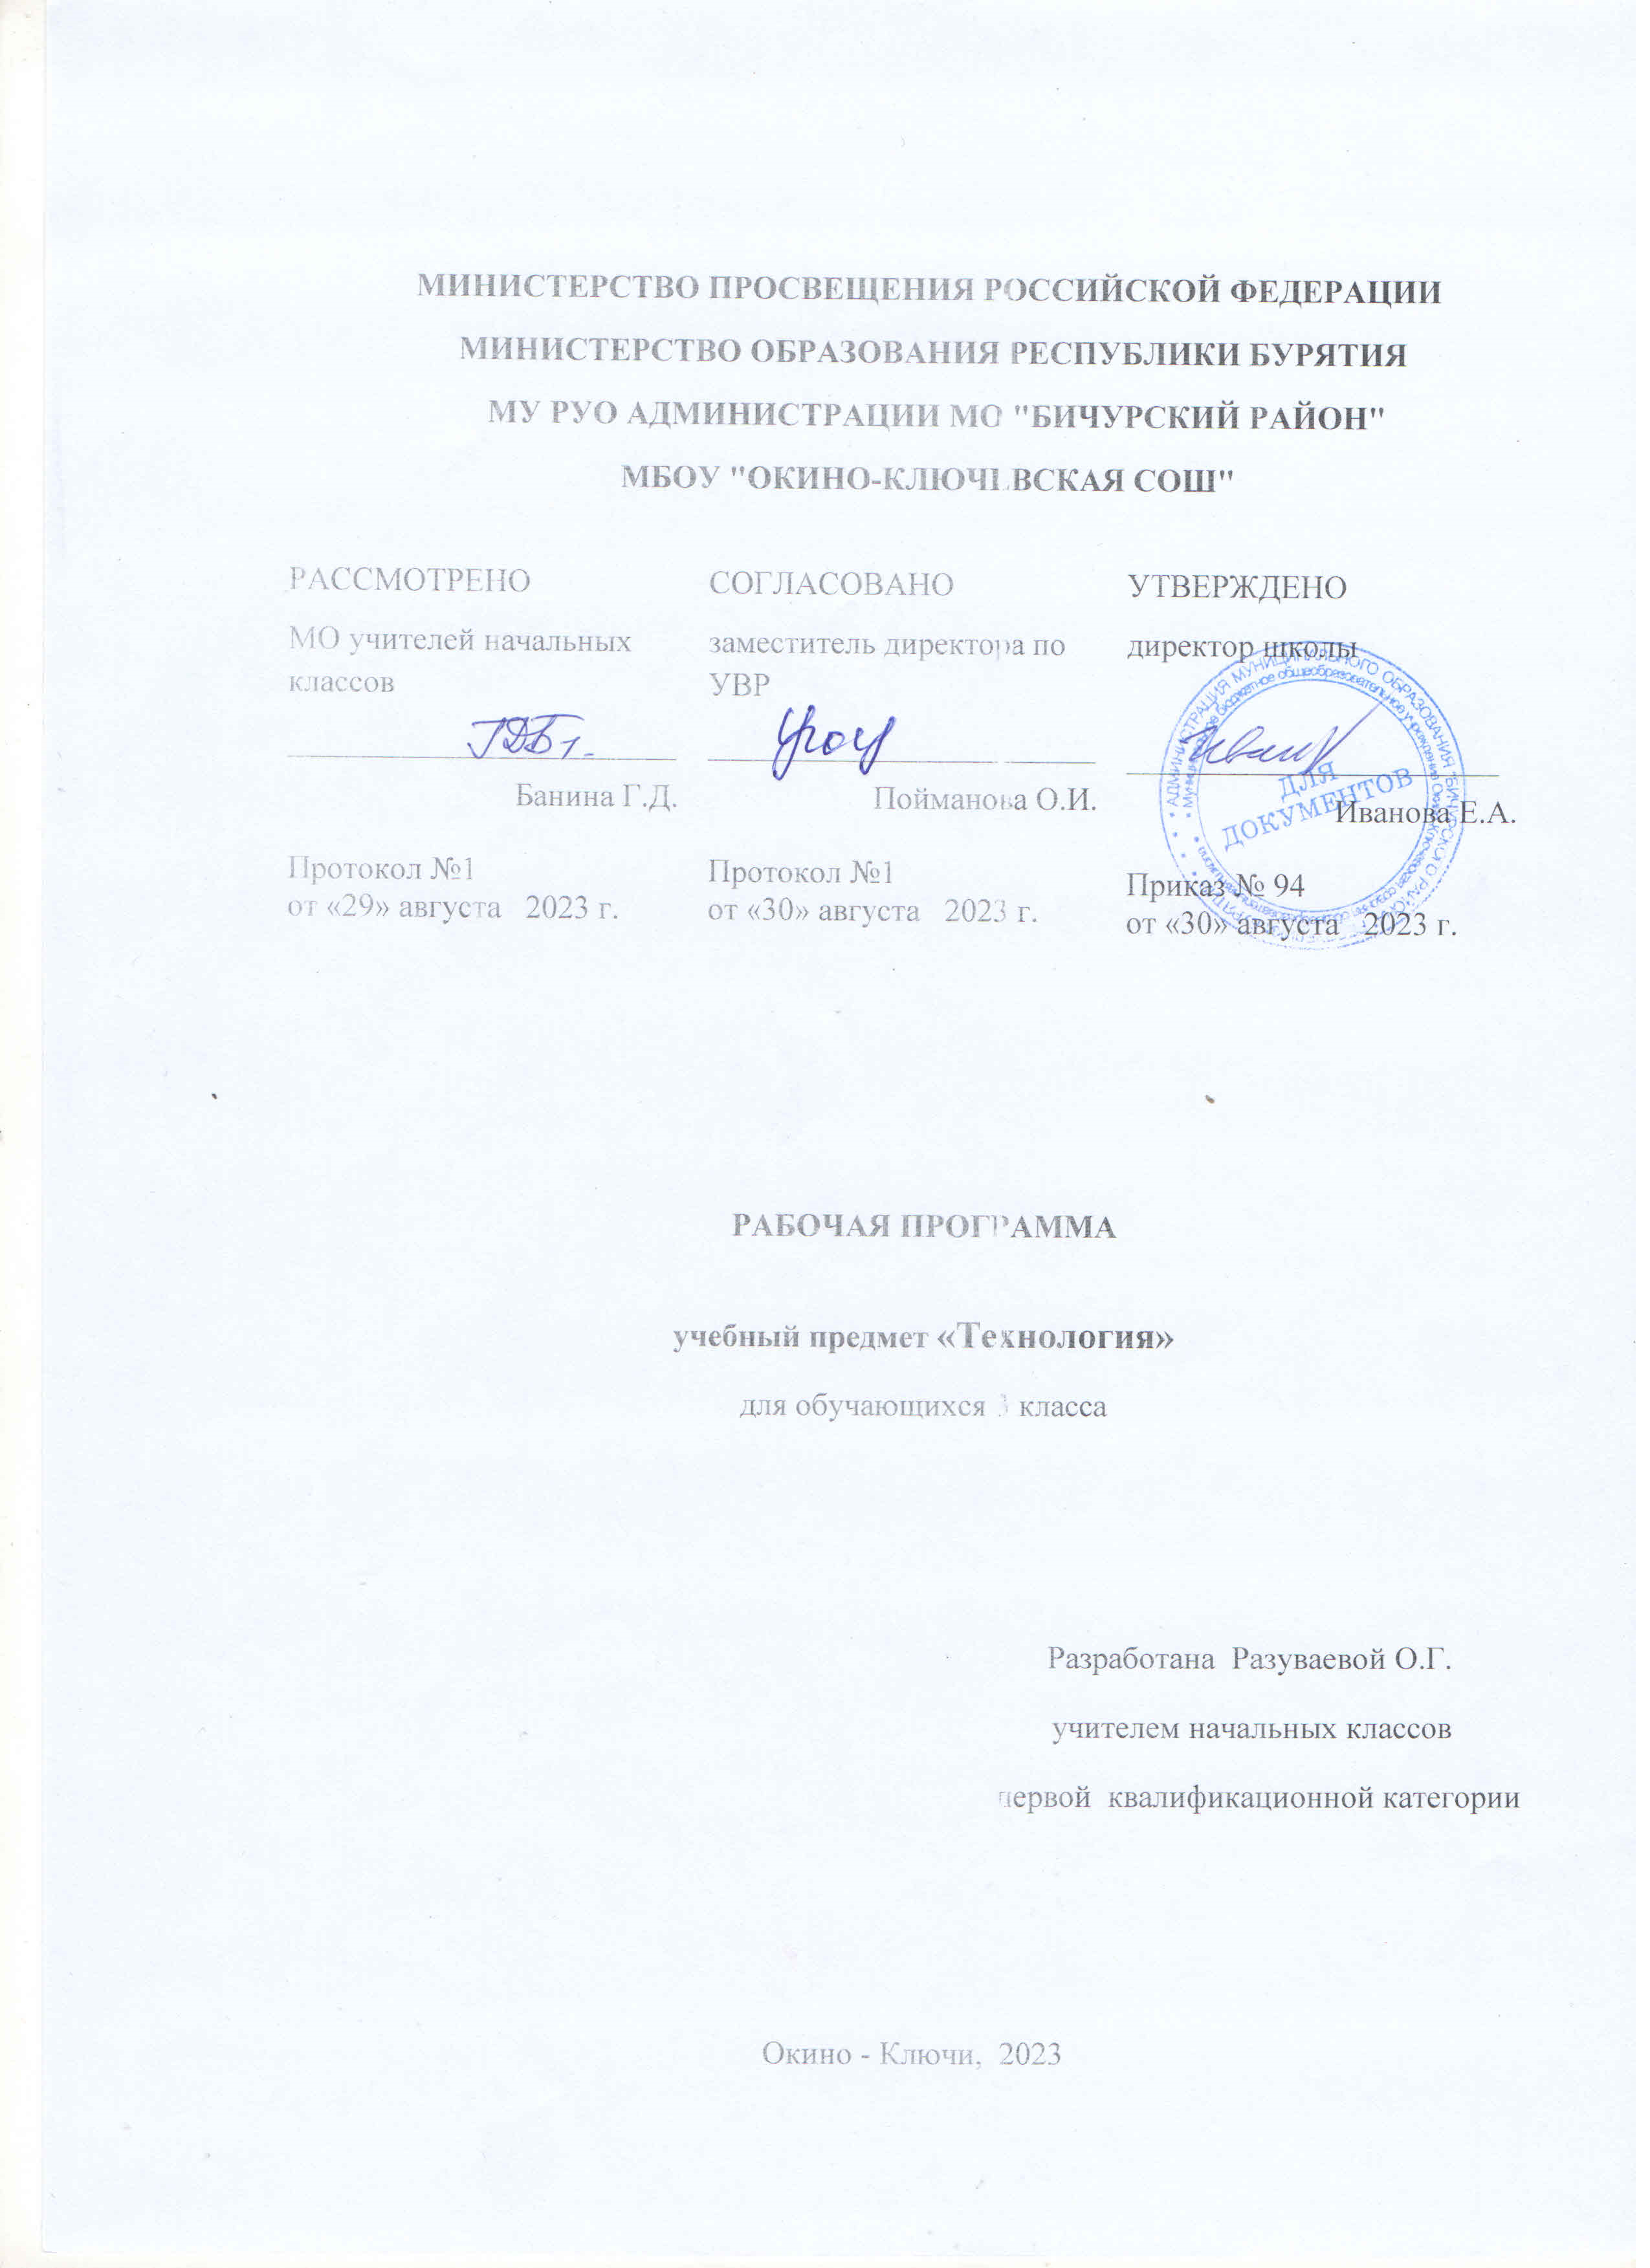 МИНИСТЕРСТВО ПРОСВЕЩЕНИЯ РОССИЙСКОЙ ФЕДЕРАЦИИ
МИНИСТЕРСТВО ОБРАЗОВАНИЯ РЕСПУБЛИКИ БУРЯТИЯ
МУ РУО АДМИНИСТРАЦИИ МО "БИЧУРСКИЙ РАЙОН"
МБОУ "ОКИНО-КЛЮЧЕВСКАЯ СОШ"
РАССМОТРЕНО
МО учителей начальных
классов
Банина Г.Д.
Протокол №1
от «29» августа 2023 г.
СОГЛАСОВАНО
заместитель директора по
УВР
Пойманова О.И.
Протокол №1
от «30» августа 2023 г.
УТВЕРЖДЕНО
директор школы
ДЛЯ
ДОКУМЕНТОВ
Иванова Е.А.
Приказ № 94
от «30» августа 2023 г.
РАБОЧАЯ ПРОГРАММА
учебный предмет «Технология»
для обучающихся 3 класса
Разработана Разуваевой О.Г.
учителем начальных классов
первой квалификационной категории
Окино - Ключи, 2023